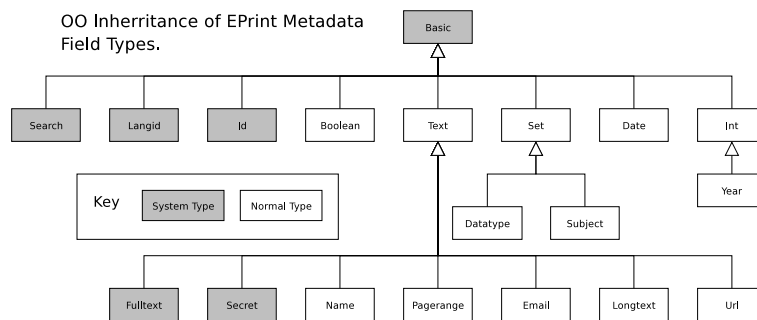 OO Inherritance of EPrint Metadata
Field Types.
Basic
Search Langid Id Boolean Text Set Date Int
Key System Type Normal Type
Year
Datatype Subject
Fulltext Secret Name Pagerange Email Longtext Url